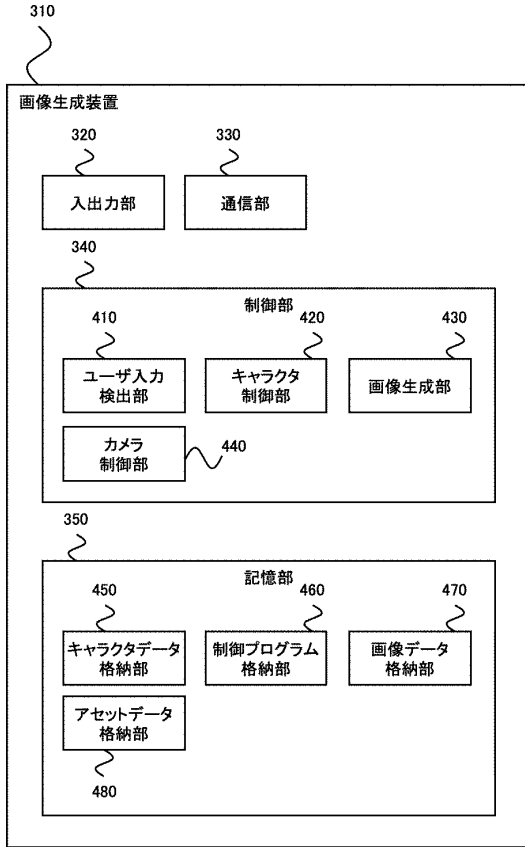 310
画像生成装置
320
330
入出力部
通信部
340
制御部
410
420
430
ユーザ入力
検出部
キャラクタ
制御部
画像生成部
カメラ
制御部
440
350
記憶部
450
460
470
キャラクタデータ
格納部
制御プログラム
格納部
画像データ
格納部
アセットデータ
格納部
480